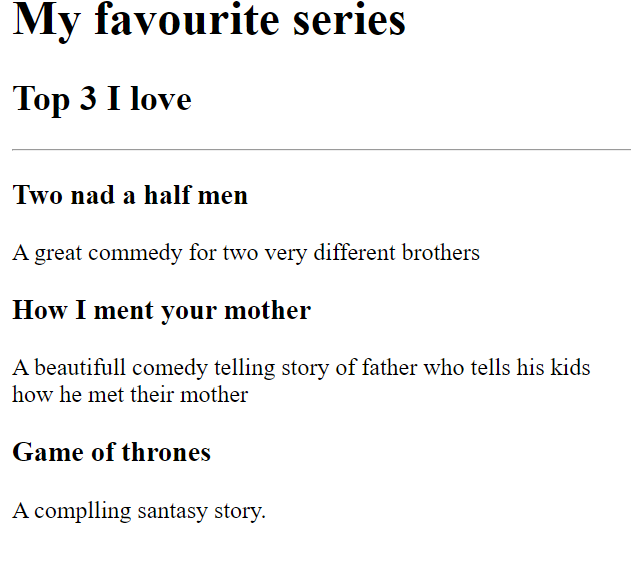 My favourite series
Top 3 I love
Two nad a half men
A great commedy for two very different brothers
How I ment your mother
A beautifull comedy telling story of father who tells his kids
how he met their mother
Game of thrones
A complling santasy story.